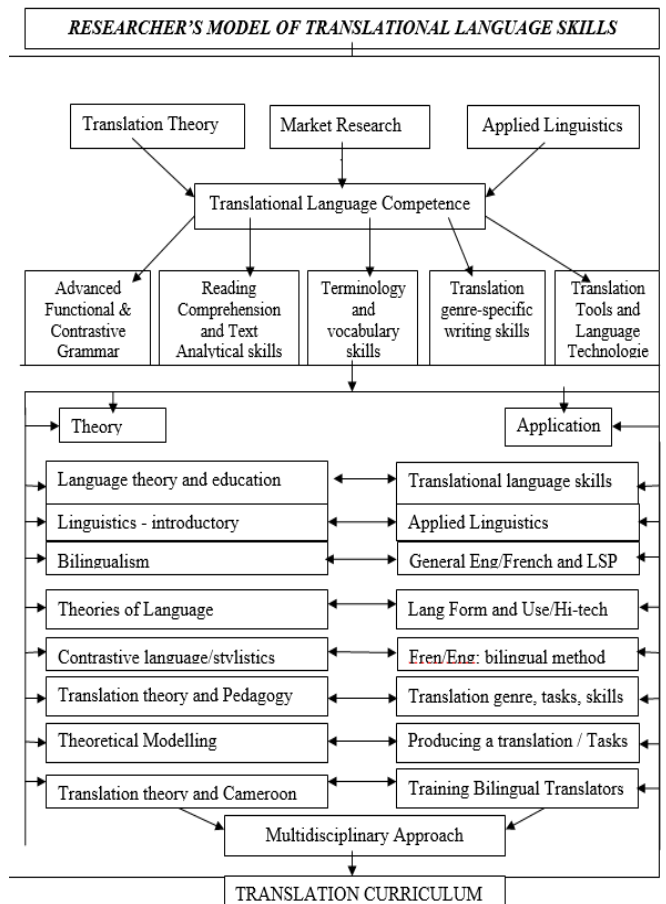 RESEARCHER'S MODEL OF TRANSLATIONAL LANGUAGE SKILLS
Translation Theory
Market Research
Applied Linguistics
Translational Language Competence
Advanced
Functional &
Contrastive
Grammar
Reading
Comprehension
and Text
Analytical skills
Terminology
and
vocabulary
skills
Translation
genre-specific
writing skills
Translation
Tools and
Language
Technologie
Theory
Application
Language theory and education
Translational language skills
Linguistics - introductory
Applied Linguistics
Bilingualism
General Eng/French and LSP
Theories of Language
Lang Form and Use/Hi-tech
Contrastive language/stylistics
Fren/Eng: bilingual method
Translation theory and Pedagogy
Translation genre, tasks, skills
Theoretical Modelling
Producing a translation / Tasks
Translation theory and Cameroon
Training Bilingual Translators
Multidisciplinary Approach
TRANSLATION CURRICULUM